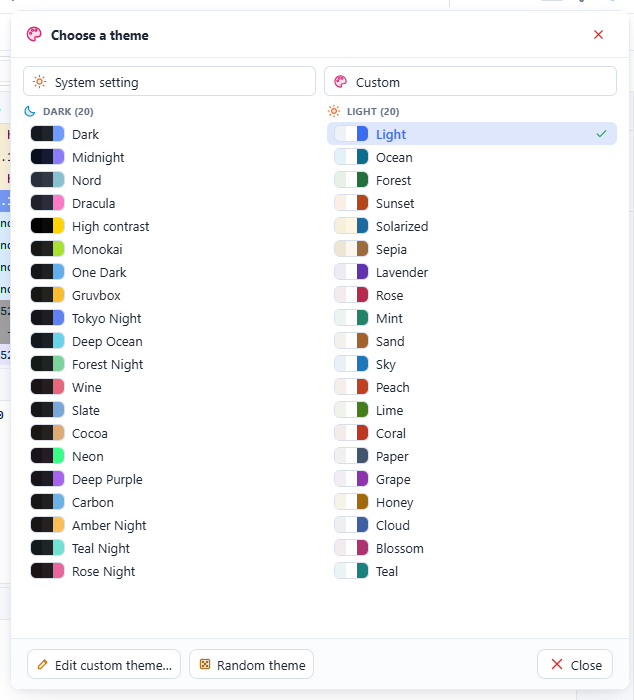 Choose a theme
System setting
Custom
DARK (20)
Dark
Midnight
Nord
Dracula
High contrast
Monokai
One Dark
Gruvbox
Tokyo Night
Deep Ocean
Forest Night
Wine
Slate
Cocoa
Neon
Deep Purple
Carbon
Amber Night
Teal Night
Rose Night
LIGHT (20)
Light
Ocean
Forest
Sunset
Solarized
Sepia
Lavender
Rose
Mint
Sand
Sky
Peach
Lime
Coral
Paper
Grape
Honey
Cloud
Blossom
Teal
Edit custom theme...
Random theme
Close